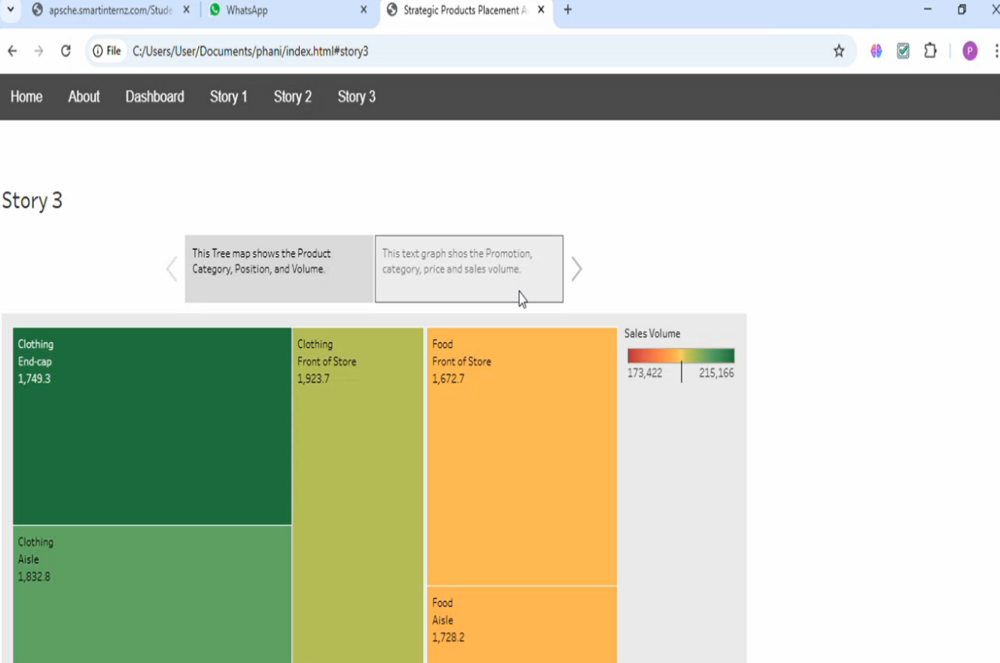 apsche.smartinternz.com/Stude
WhatsApp
Strategic Products Placement A
File
C:/Users/User/Documents/phani/index.html#story3
P
Home
About
Dashboard
Story 1
Story 2
Story 3
Story 3
This Tree map shows the Product
Category, Position, and Volume.
This text graph shos the Promotion,
category, price and sales volume.
Clothing
End-cap
1,749.3
Clothing
Front of Store
1,923.7
Food
Front of Store
1,672.7
Sales Volume
173,422
215,166
Clothing
Aisle
1,832.8
Food
Aisle
1,728.2